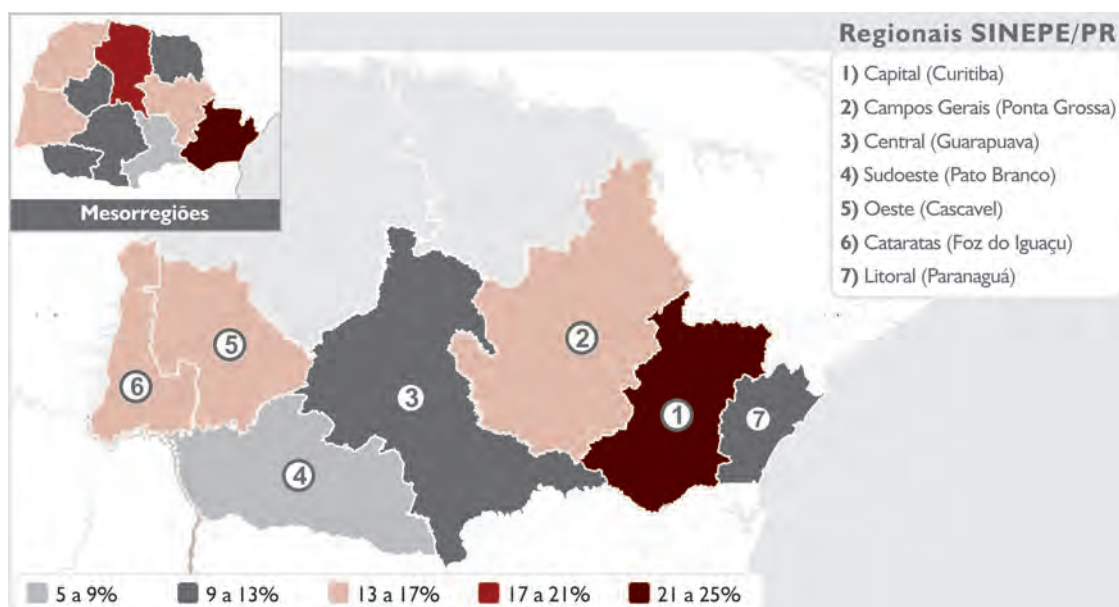 Regionais SINEPE/PR
1) Capital (Curitiba)
2) Campos Gerais (Ponta Grossa)
3) Central (Guarapuava)
4) Sudoeste (Pato Branco)
5) Oeste (Cascavel)
6) Cataratas (Foz do Iguaçu)
7) Litoral (Paranaguá)
Mesorregiões
5
2
6
3
1
7
4
5 a 9%
9 a 13%
13 a 17%
17 a 21%
21 a 25%